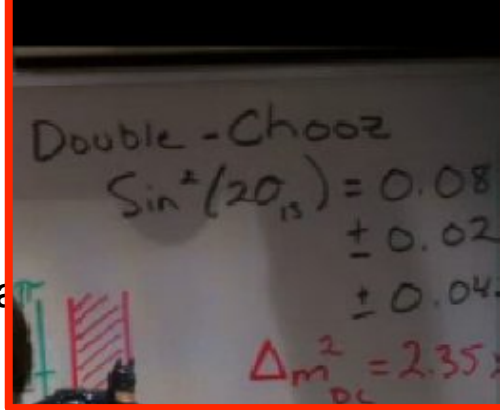 Double-Chooz
Sin²(2θ₁₃) = 0.08
± 0.02
± 0.04
Δm² = 2.35